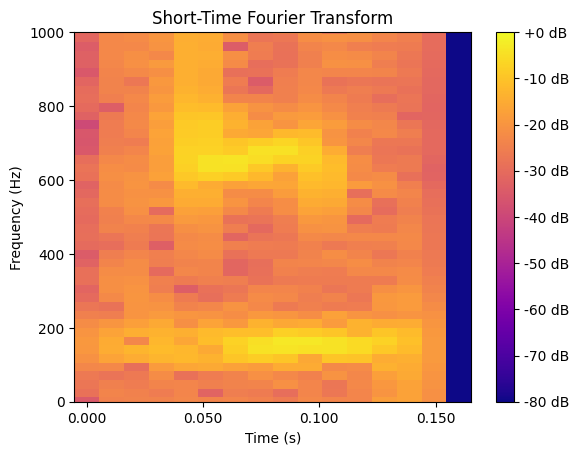 Short-Time Fourier Transform
1000
800
600
400
200
0
Frequency (Hz)
0.000
0.050
0.100
0.150
Time (s)
+0 dB
-10 dB
-20 dB
-30 dB
-40 dB
-50 dB
-60 dB
-70 dB
-80 dB